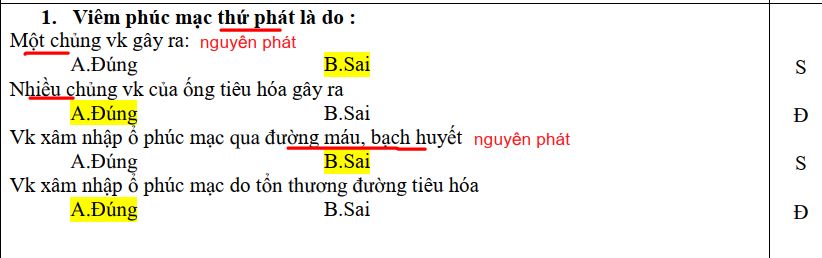 1. Viêm phúc mạc thứ phát là do :
Một chủng vk gây ra: nguyên phát
A.Đúng B.Sai S
Nhiều chủng vk của ống tiêu hóa gây ra
A.Đúng B.Sai Đ
Vk xâm nhập ổ phúc mạc qua đường máu, bạch huyết nguyên phát
A.Đúng B.Sai S
Vk xâm nhập ổ phúc mạc do tổn thương đường tiêu hóa
A.Đúng B.Sai Đ